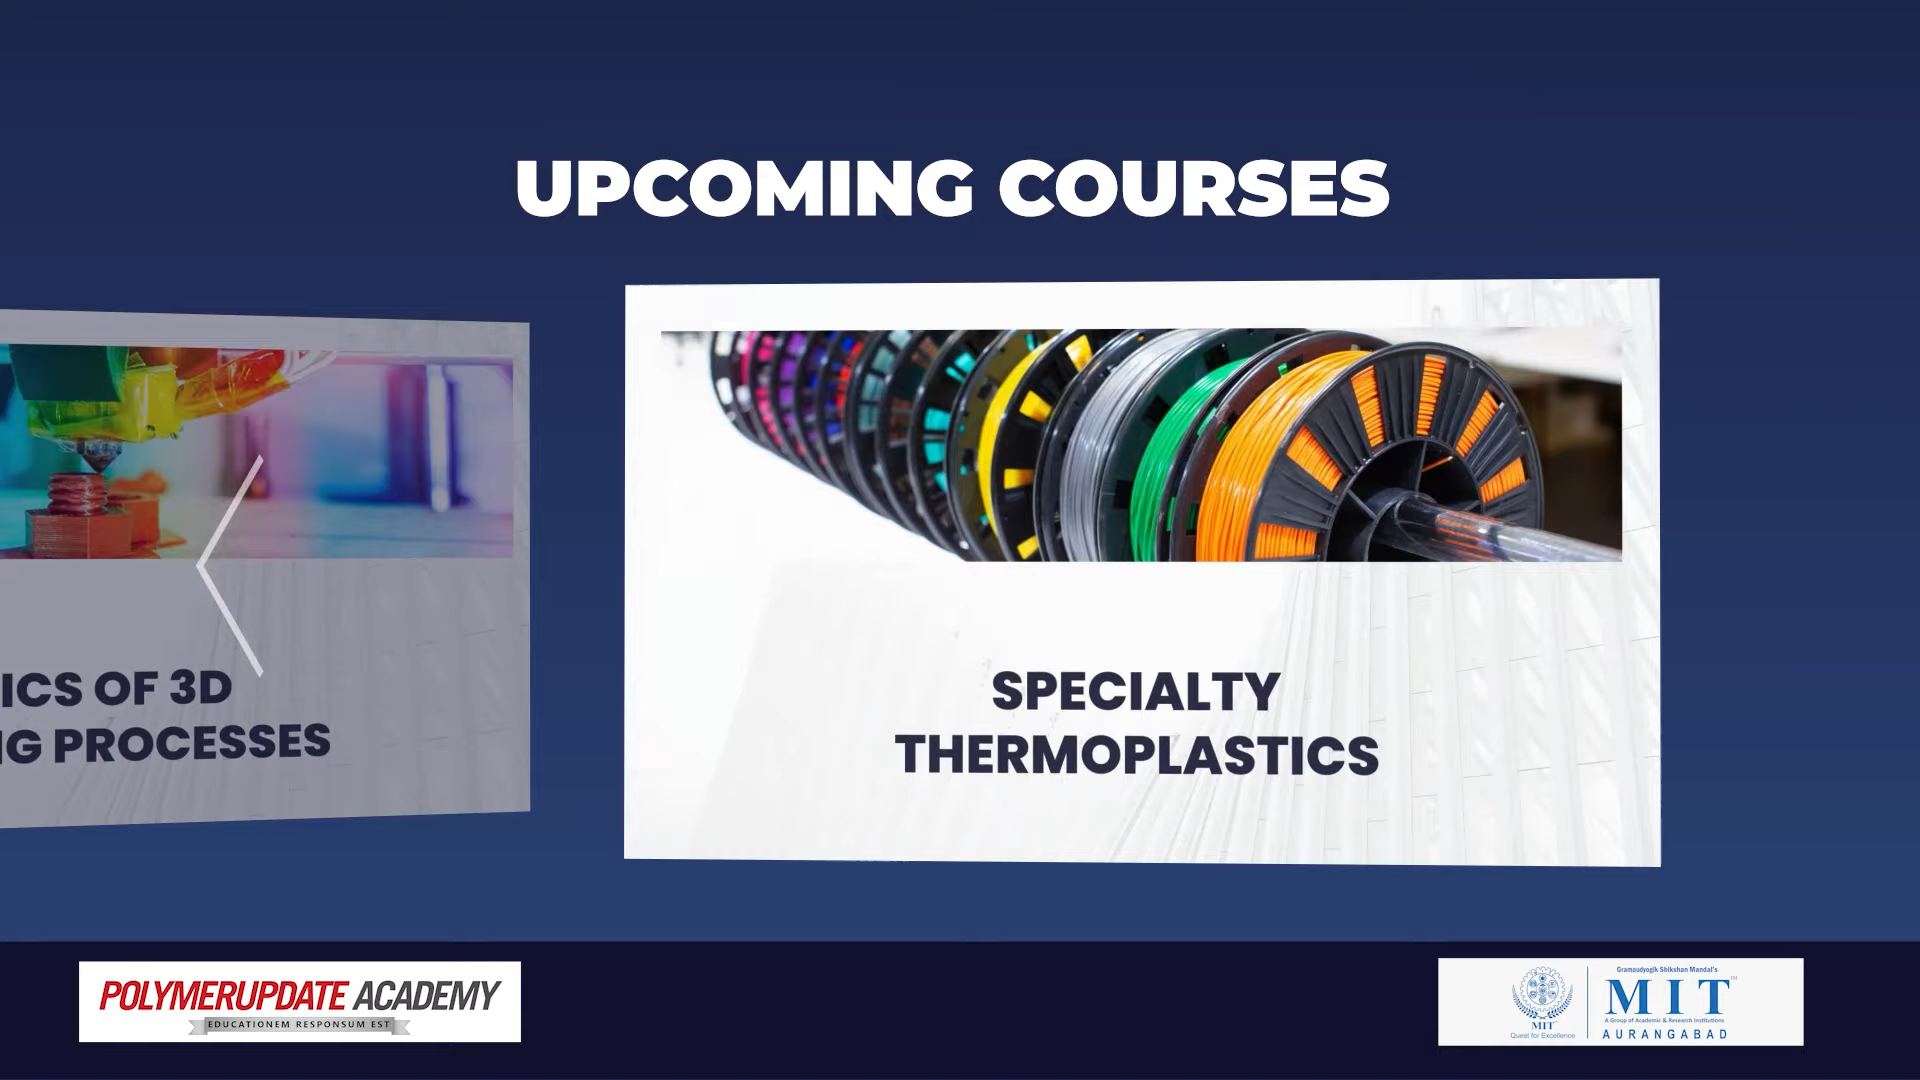 UPCOMING COURSES
ICS OF 3D
G PROCESSES
SPECIALTY
THERMOPLASTICS
POLYMERUPDATE ACADEMY
EDUCATIONEM RESPONSUM EST
MIT
Quest for Excellence
Gramaudyogik Shikshan Mandal's
MIT™
A Group of Academic & Research Institutions
AURANGABAD